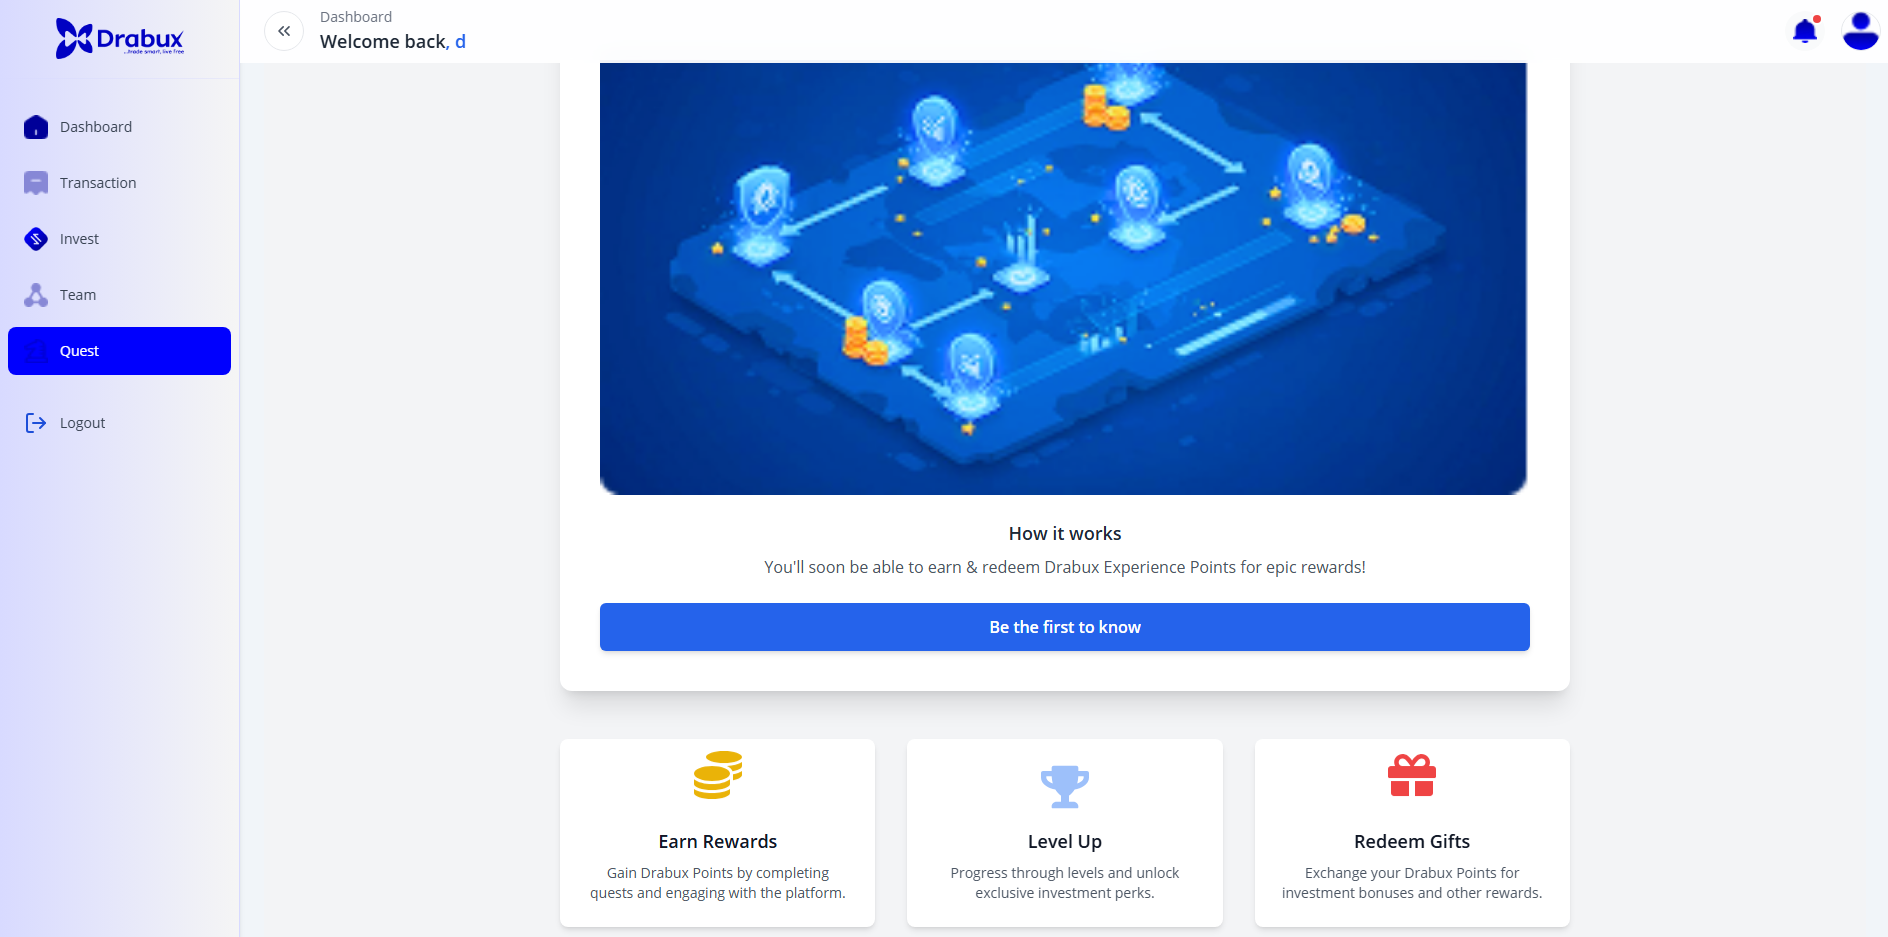 Drabux
...trade smart, live free
Dashboard
Transaction
Invest
Team
Quest
Logout
Dashboard
Welcome back, d
How it works
You'll soon be able to earn & redeem Drabux Experience Points for epic rewards!
Be the first to know
Earn Rewards
Gain Drabux Points by completing
quests and engaging with the platform.
Level Up
Progress through levels and unlock
exclusive investment perks.
Redeem Gifts
Exchange your Drabux Points for
investment bonuses and other rewards.